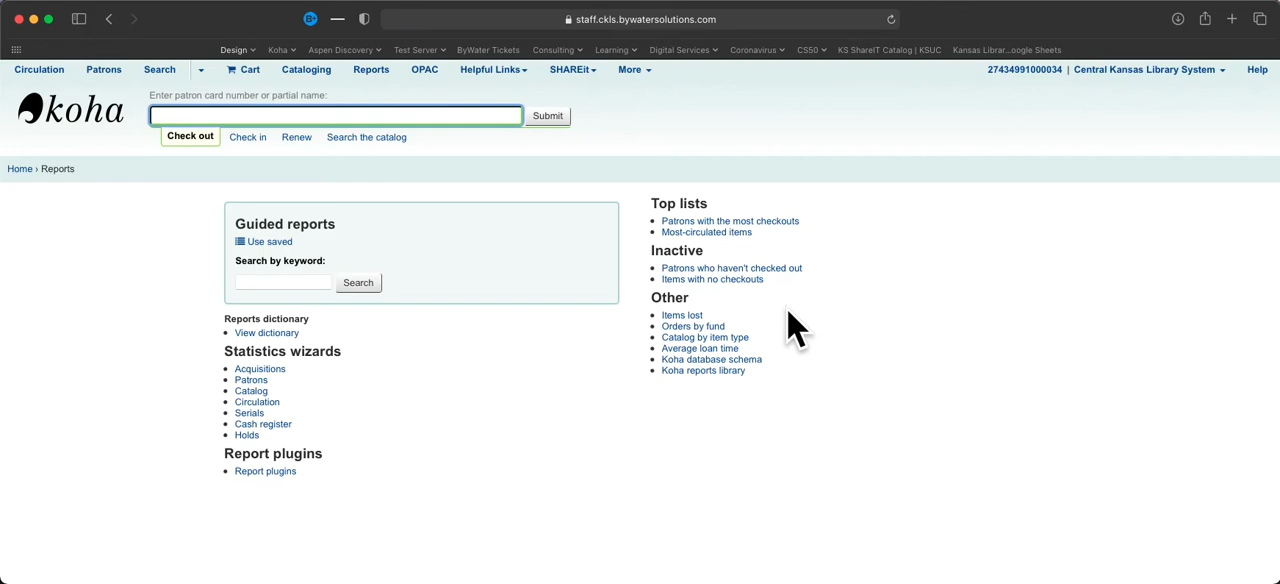 B+
staff.ckls.bywatersolutions.com
Design Koha Aspen Discovery Test Server ByWater Tickets Consulting Learning Digital Services Coronavirus CS50 KS ShareIT Catalog | KSUC Kansas Librar...oogle Sheets
Circulation Patrons Search Cart Cataloging Reports OPAC Helpful Links SHAREit More 27434991000034 | Central Kansas Library System Help
koha
Enter patron card number or partial name:
Submit
Check out Check in Renew Search the catalog
Home › Reports
Guided reports
Use saved
Search by keyword:
Search
Reports dictionary
View dictionary
Statistics wizards
Acquisitions
Patrons
Catalog
Circulation
Serials
Cash register
Holds
Report plugins
Report plugins
Top lists
Patrons with the most checkouts
Most-circulated items
Inactive
Patrons who haven't checked out
Items with no checkouts
Other
Items lost
Orders by fund
Catalog by item type
Average loan time
Koha database schema
Koha reports library